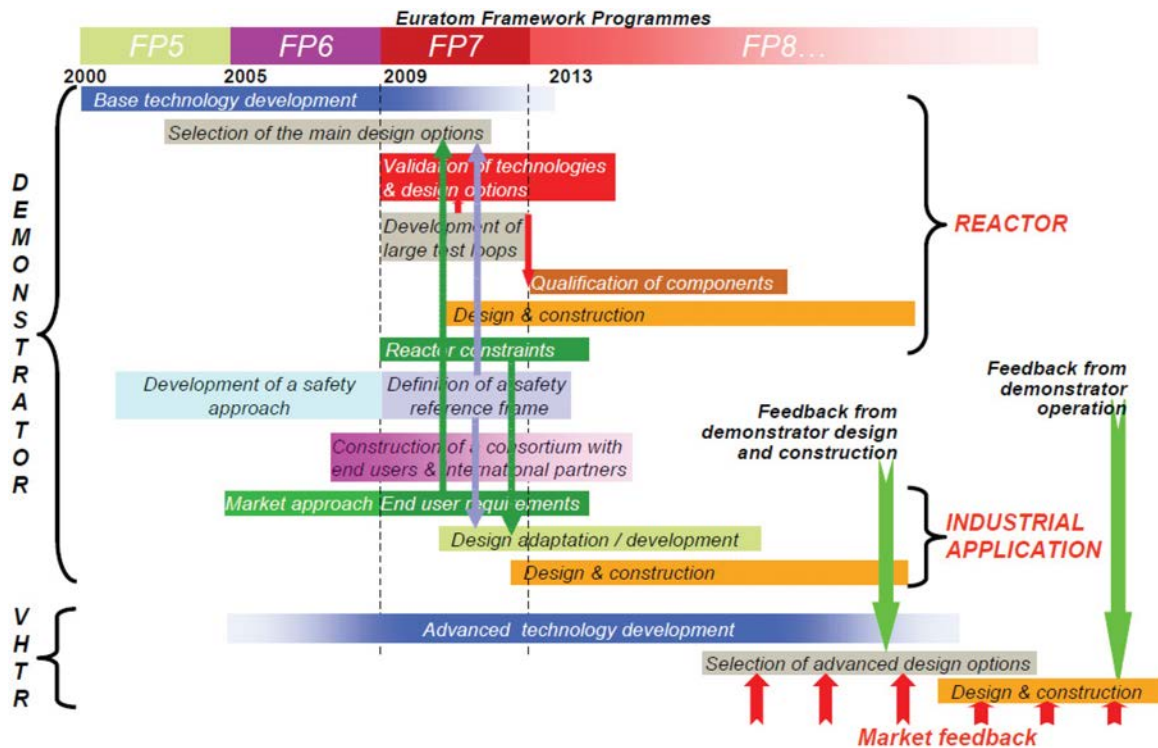 Euratom Framework Programmes
FP5
FP6
FP7
FP8...
2000
2005
2009
2013
DEMONSTRATOR
Base technology development
Selection of the main design options
Validation of technologies
& design options
Development of
large test loops
Qualification of components
Design & construction
Reactor constraints
REACTOR
Development of a safety
approach
Definition of a safety
reference frame
Construction of a consortium with
end users & international partners
Market approach
End user requirements
Design adaptation / development
Design & construction
INDUSTRIAL
APPLICATION
Feedback from
demonstrator design
and construction
Feedback from
demonstrator
operation
VHTR
Advanced technology development
Selection of advanced design options
Design & construction
Market feedback